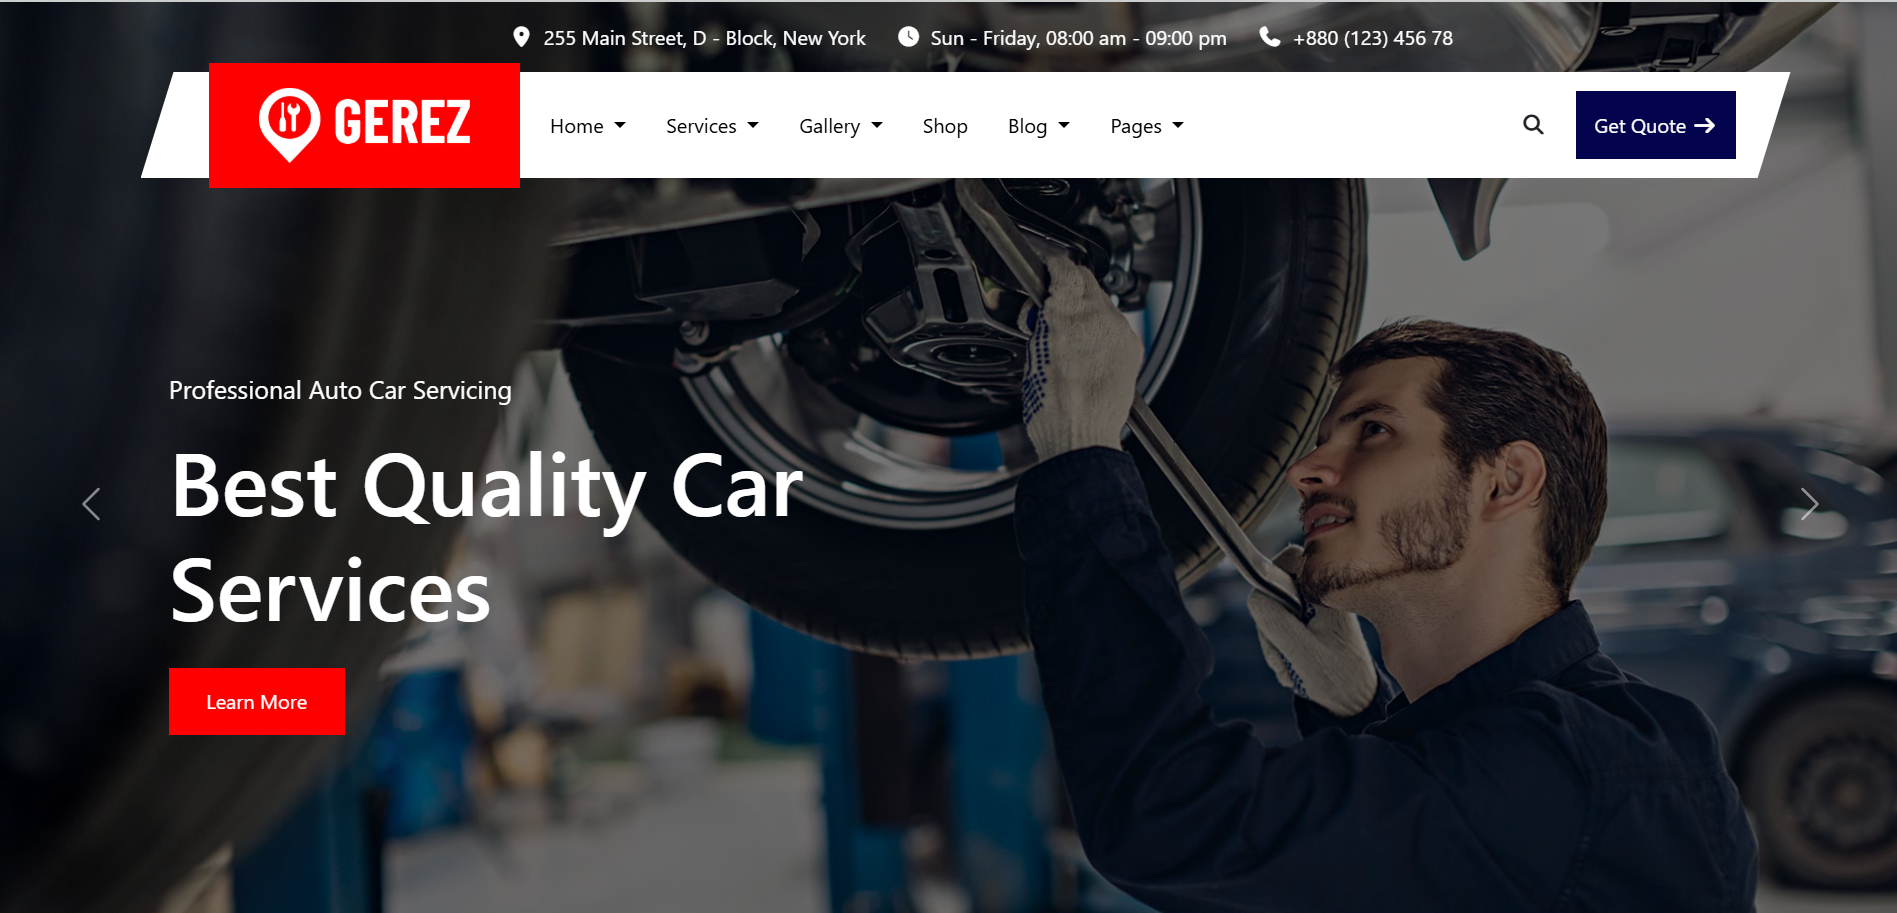 255 Main Street, D - Block, New York Sun - Friday, 08:00 am - 09:00 pm +880 (123) 456 78
GEREZ Home Services Gallery Shop Blog Pages Get Quote
Professional Auto Car Servicing
Best Quality Car
Services
Learn More